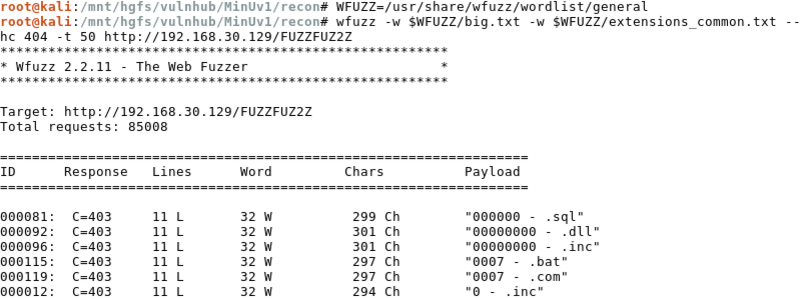 root@kali:/mnt/hgfs/vulnhub/MinUv1/recon# WFUZZ=/usr/share/wfuzz/wordlist/general
root@kali:/mnt/hgfs/vulnhub/MinUv1/recon# wfuzz -w $WFUZZ/big.txt -w $WFUZZ/extensions_common.txt --
hc 404 -t 50 http://192.168.30.129/FUZZFUZ2Z
********************************************************
* Wfuzz 2.2.11 - The Web Fuzzer                        *
********************************************************
Target: http://192.168.30.129/FUZZFUZ2Z
Total requests: 85008
==================================================================
ID      Response   Lines      Word         Chars          Payload
==================================================================
000081:  C=403     11 L       32 W          299 Ch        "000000 - .sql"
000092:  C=403     11 L       32 W          301 Ch        "00000000 - .dll"
000096:  C=403     11 L       32 W          301 Ch        "00000000 - .inc"
000115:  C=403     11 L       32 W          297 Ch        "0007 - .bat"
000119:  C=403     11 L       32 W          297 Ch        "0007 - .com"
000012:  C=403     11 L       32 W          294 Ch        "0 - .inc"